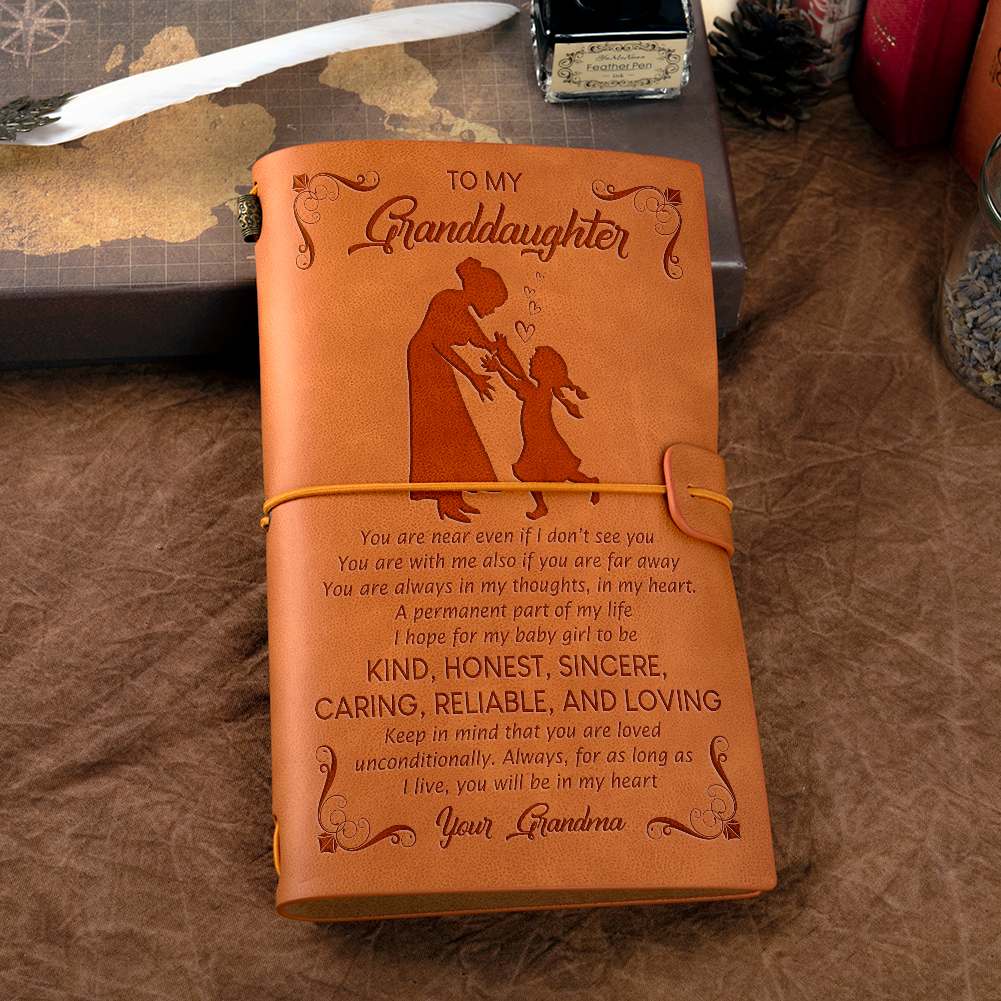 Feather Pen
ink
TO MY
Granddaughter
You are near even if I don't see you
You are with me also if you are far away
You are always in my thoughts, in my heart.
A permanent part of my life
I hope for my baby girl to be
KIND, HONEST, SINCERE,
CARING, RELIABLE, AND LOVING
Keep in mind that you are loved
unconditionally. Always, for as long as
I live, you will be in my heart
Your Grandma